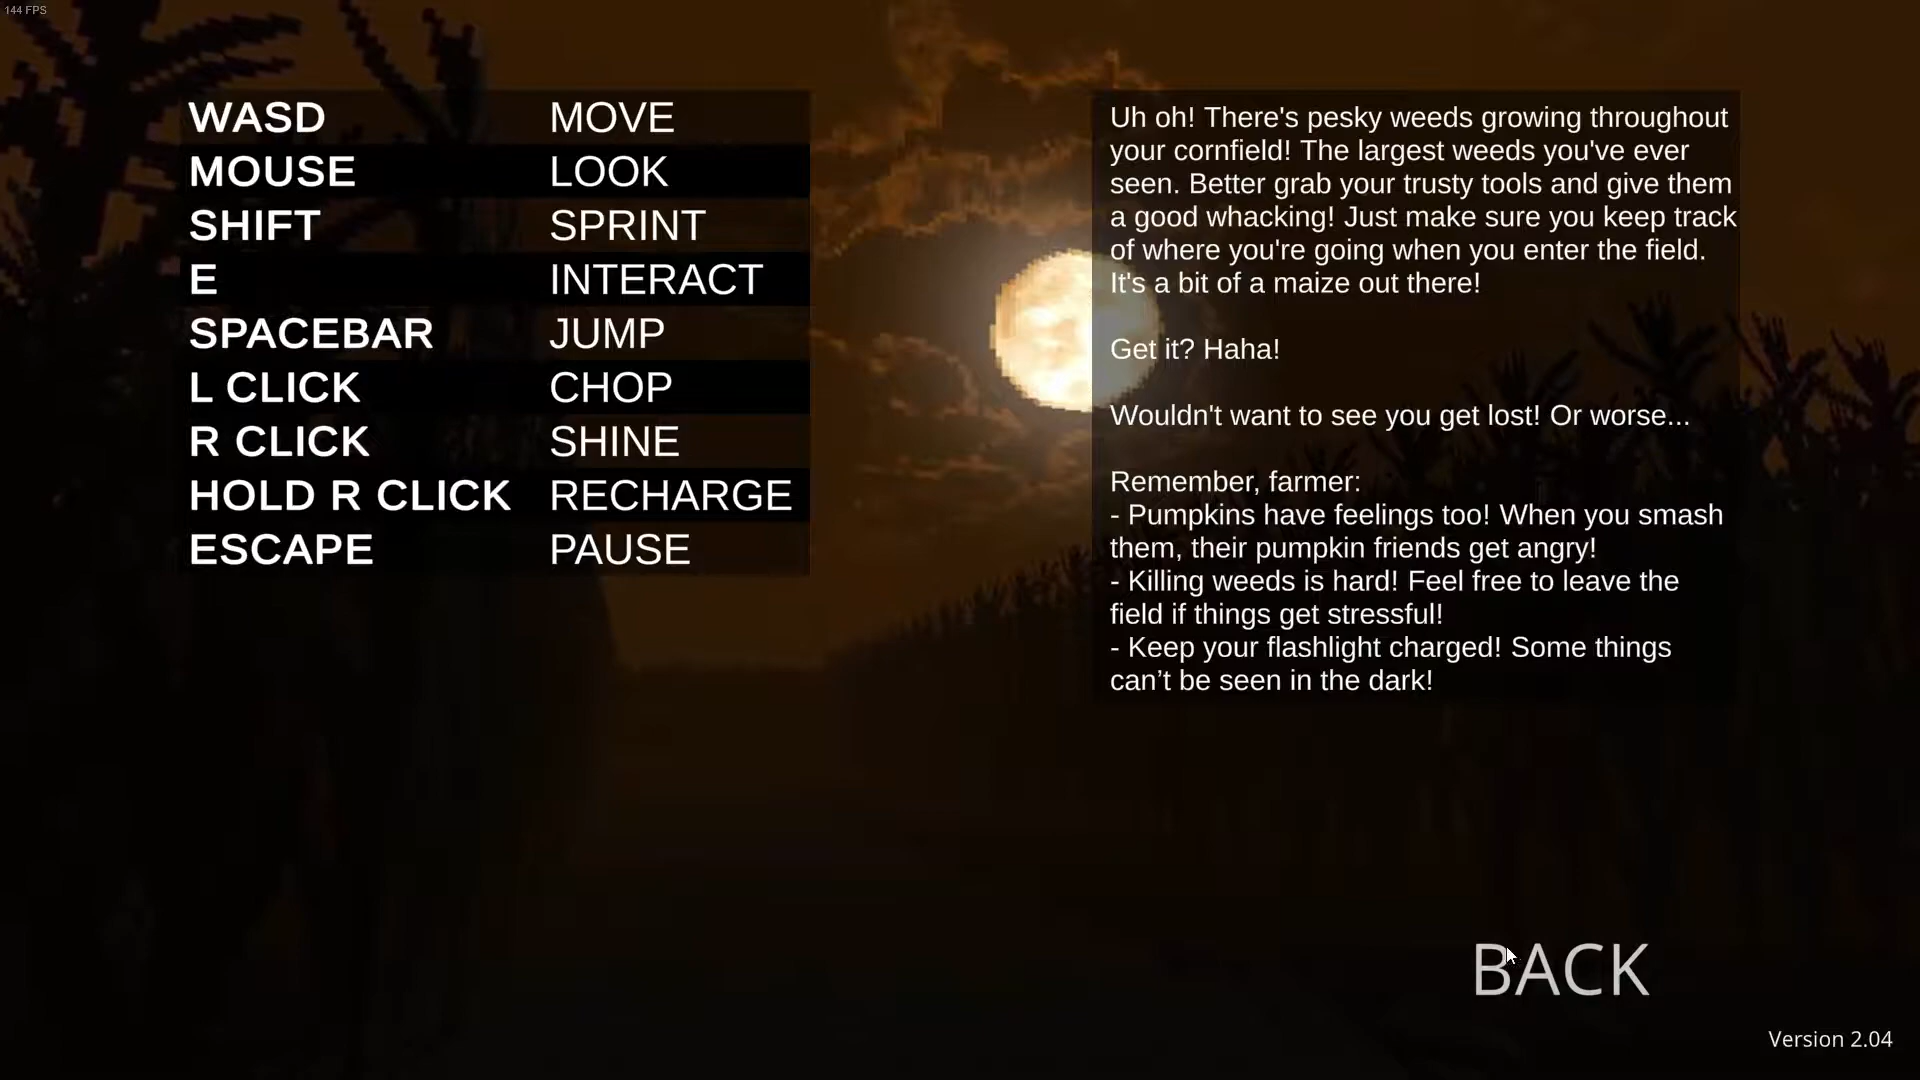 144 FPS
WASD MOVE
MOUSE LOOK
SHIFT SPRINT
E INTERACT
SPACEBAR JUMP
L CLICK CHOP
R CLICK SHINE
HOLD R CLICK RECHARGE
ESCAPE PAUSE
Uh oh! There's pesky weeds growing throughout
your cornfield! The largest weeds you've ever
seen. Better grab your trusty tools and give them
a good whacking! Just make sure you keep track
of where you're going when you enter the field.
It's a bit of a maize out there!
Get it? Haha!
Wouldn't want to see you get lost! Or worse...
Remember, farmer:
- Pumpkins have feelings too! When you smash
them, their pumpkin friends get angry!
- Killing weeds is hard! Feel free to leave the
field if things get stressful!
- Keep your flashlight charged! Some things
can’t be seen in the dark!
BACK
Version 2.04